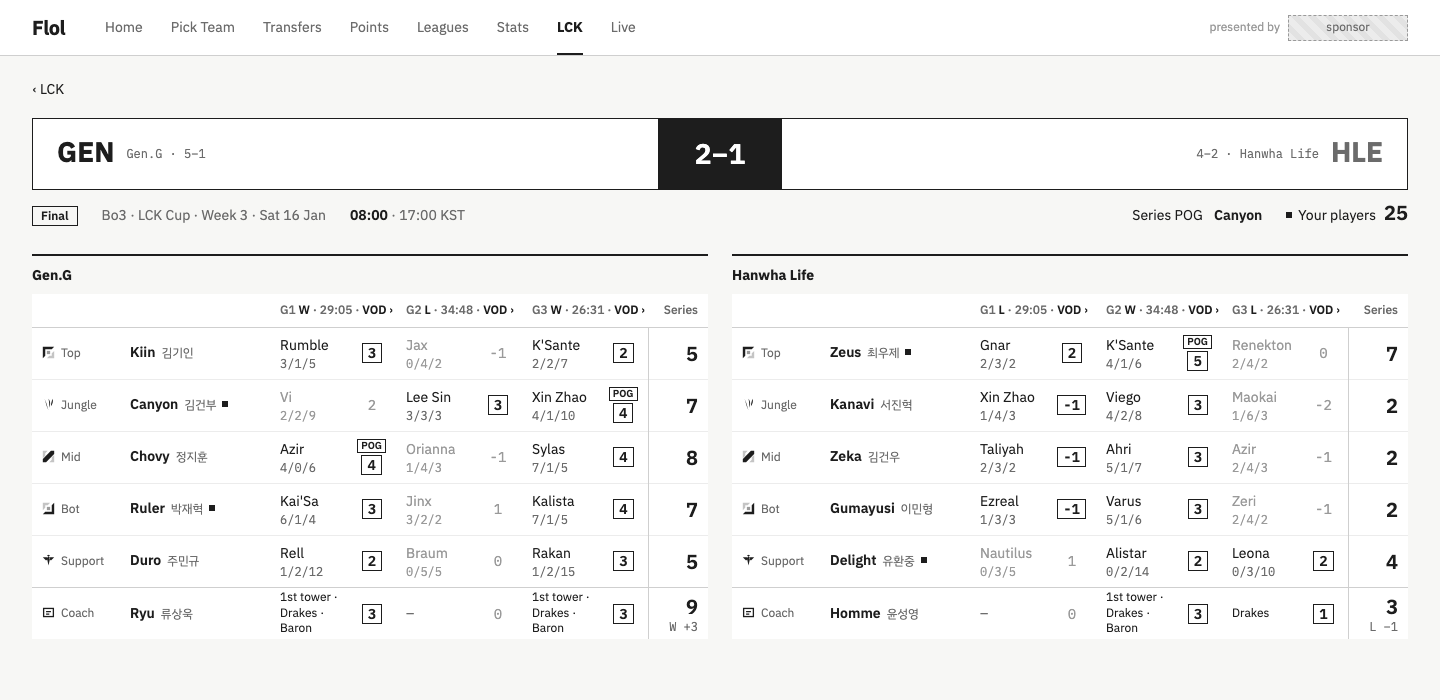 Flol Home Pick Team Transfers Points Leagues Stats LCK Live presented by sponsor
‹ LCK
GEN Gen.G · 5–1 2–1 4–2 · Hanwha Life HLE
Final Bo3 · LCK Cup · Week 3 · Sat 16 Jan 08:00 · 17:00 KST Series POG Canyon ■ Your players 25
Gen.G
G1 W · 29:05 · VOD › G2 L · 34:48 · VOD › G3 W · 26:31 · VOD › Series
Top Kiin 김기인 Rumble 3/1/5 3 Jax 0/4/2 -1 K'Sante 2/2/7 2 5
Jungle Canyon 김건부 ■ Vi 2/2/9 2 Lee Sin 3/3/3 3 Xin Zhao 4/1/10 POG 4 7
Mid Chovy 정지훈 Azir 4/0/6 POG 4 Orianna 1/4/3 -1 Sylas 7/1/5 4 8
Bot Ruler 박재혁 ■ Kai'Sa 6/1/4 3 Jinx 3/2/2 1 Kalista 7/1/5 4 7
Support Duro 주민규 Rell 1/2/12 2 Braum 0/5/5 0 Rakan 1/2/15 3 5
Coach Ryu 류상욱 1st tower · Drakes · Baron 3 – 0 1st tower · Drakes · Baron 3 9 W +3
Hanwha Life
G1 L · 29:05 · VOD › G2 W · 34:48 · VOD › G3 L · 26:31 · VOD › Series
Top Zeus 최우제 ■ Gnar 2/3/2 2 K'Sante 4/1/6 POG 5 Renekton 2/4/2 0 7
Jungle Kanavi 서진혁 Xin Zhao 1/4/3 -1 Viego 4/2/8 3 Maokai 1/6/3 -2 2
Mid Zeka 김건우 Taliyah 2/3/2 -1 Ahri 5/1/7 3 Azir 2/4/3 -1 2
Bot Gumayusi 이민형 Ezreal 1/3/3 -1 Varus 5/1/6 3 Zeri 2/4/2 -1 2
Support Delight 유환중 ■ Nautilus 0/3/5 1 Alistar 0/2/14 2 Leona 0/3/10 2 4
Coach Homme 윤성영 – 0 1st tower · Drakes · Baron 3 Drakes 1 3 L –1